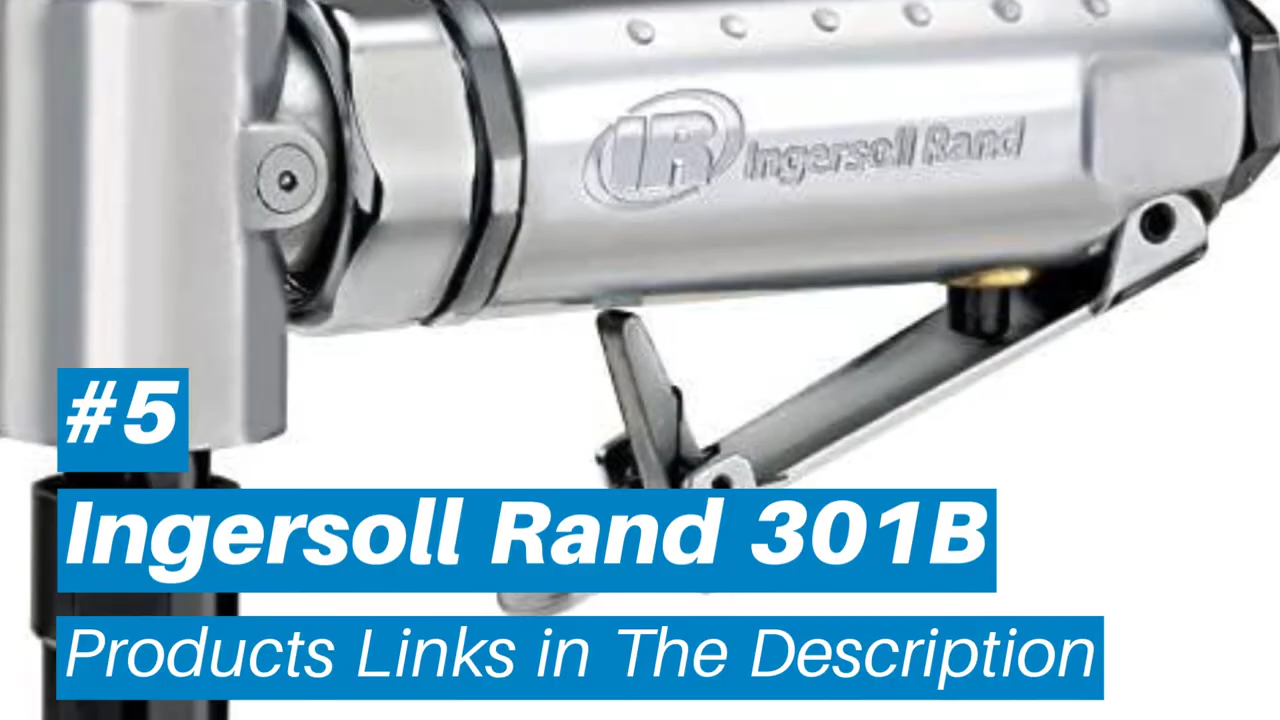 IR Ingersoll Rand
#5
Ingersoll Rand 301B
Products Links in The Description